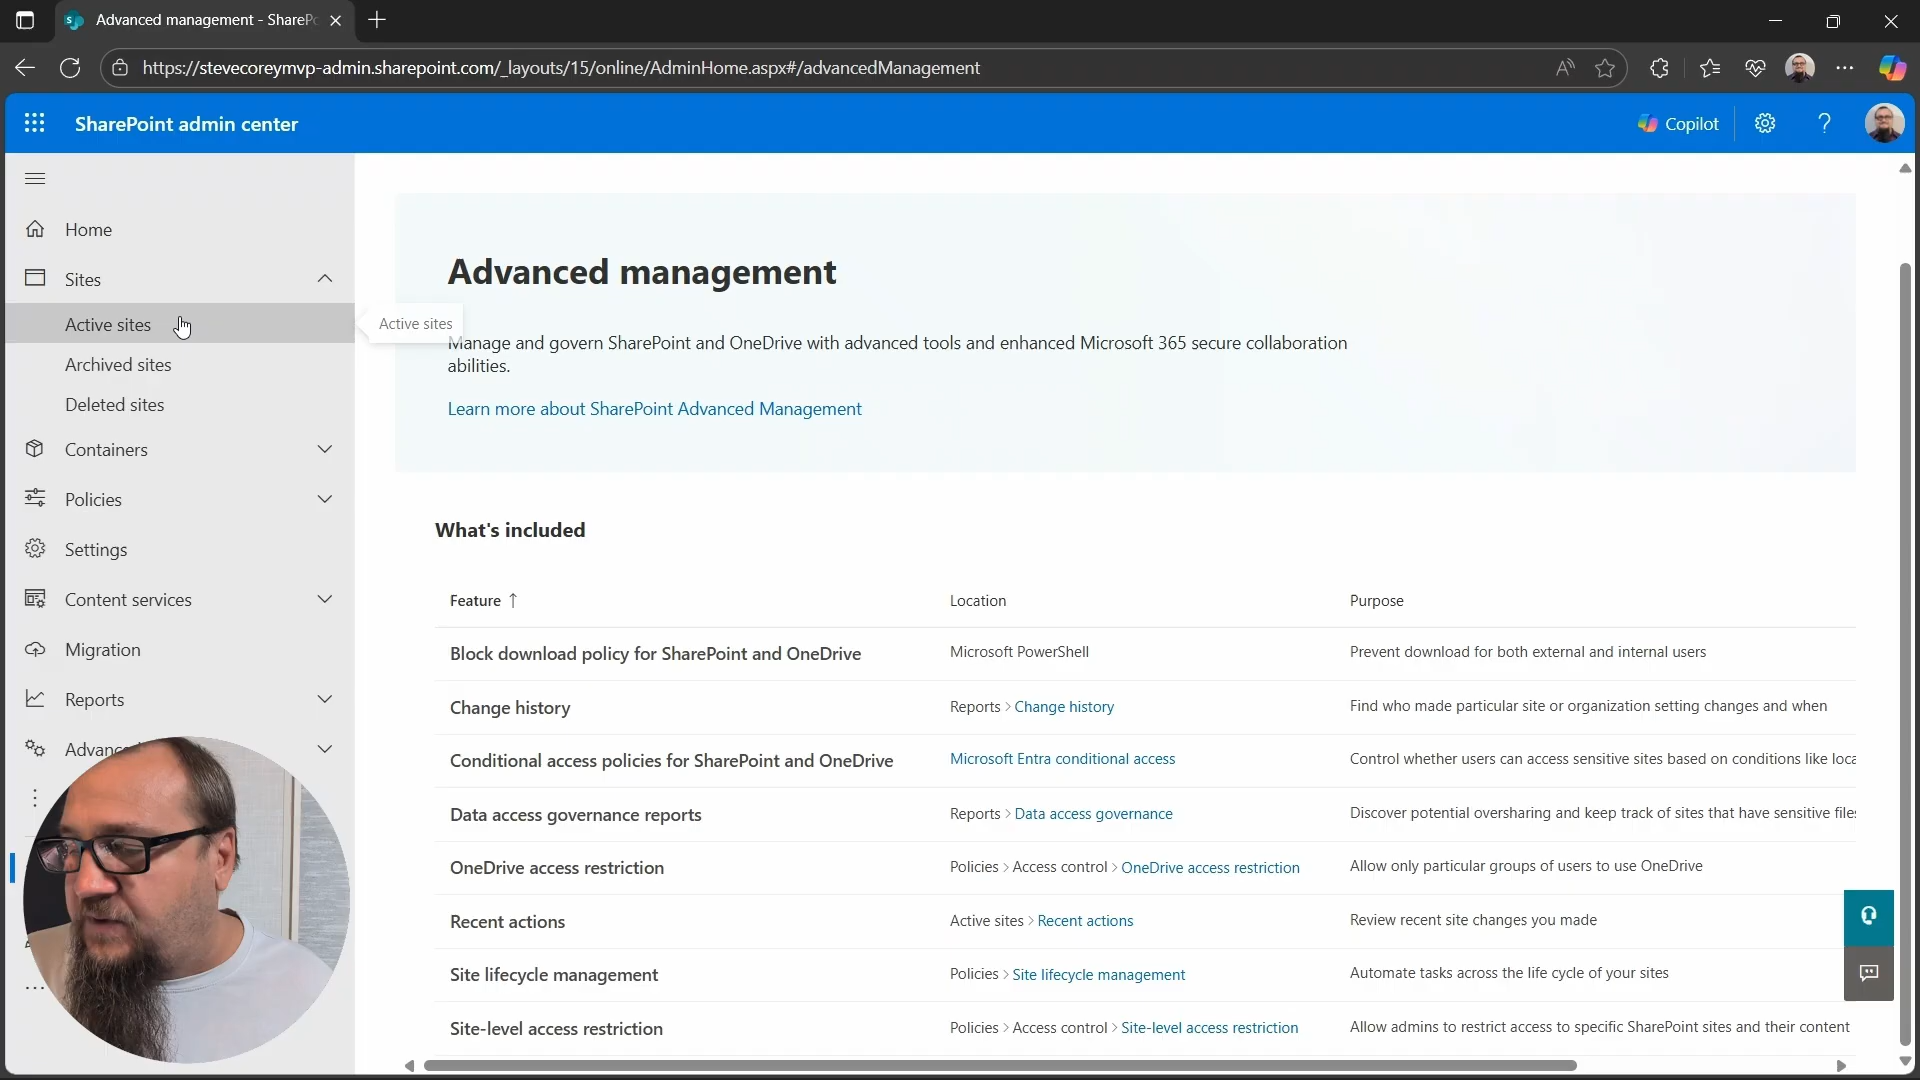 Advanced management - SharePo
https://stevecoreymvp-admin.sharepoint.com/_layouts/15/online/AdminHome.aspx#/advancedManagement
SharePoint admin center
Copilot
Home
Sites
Active sites
Archived sites
Deleted sites
Containers
Policies
Settings
Content services
Migration
Reports
Advanced
Active sites
Advanced management
Manage and govern SharePoint and OneDrive with advanced tools and enhanced Microsoft 365 secure collaboration
abilities.
Learn more about SharePoint Advanced Management
What's included
Feature ↑ Location Purpose
Block download policy for SharePoint and OneDrive Microsoft PowerShell Prevent download for both external and internal users
Change history Reports > Change history Find who made particular site or organization setting changes and when
Conditional access policies for SharePoint and OneDrive Microsoft Entra conditional access Control whether users can access sensitive sites based on conditions like loca
Data access governance reports Reports > Data access governance Discover potential oversharing and keep track of sites that have sensitive files
OneDrive access restriction Policies > Access control > OneDrive access restriction Allow only particular groups of users to use OneDrive
Recent actions Active sites > Recent actions Review recent site changes you made
Site lifecycle management Policies > Site lifecycle management Automate tasks across the life cycle of your sites
Site-level access restriction Policies > Access control > Site-level access restriction Allow admins to restrict access to specific SharePoint sites and their content